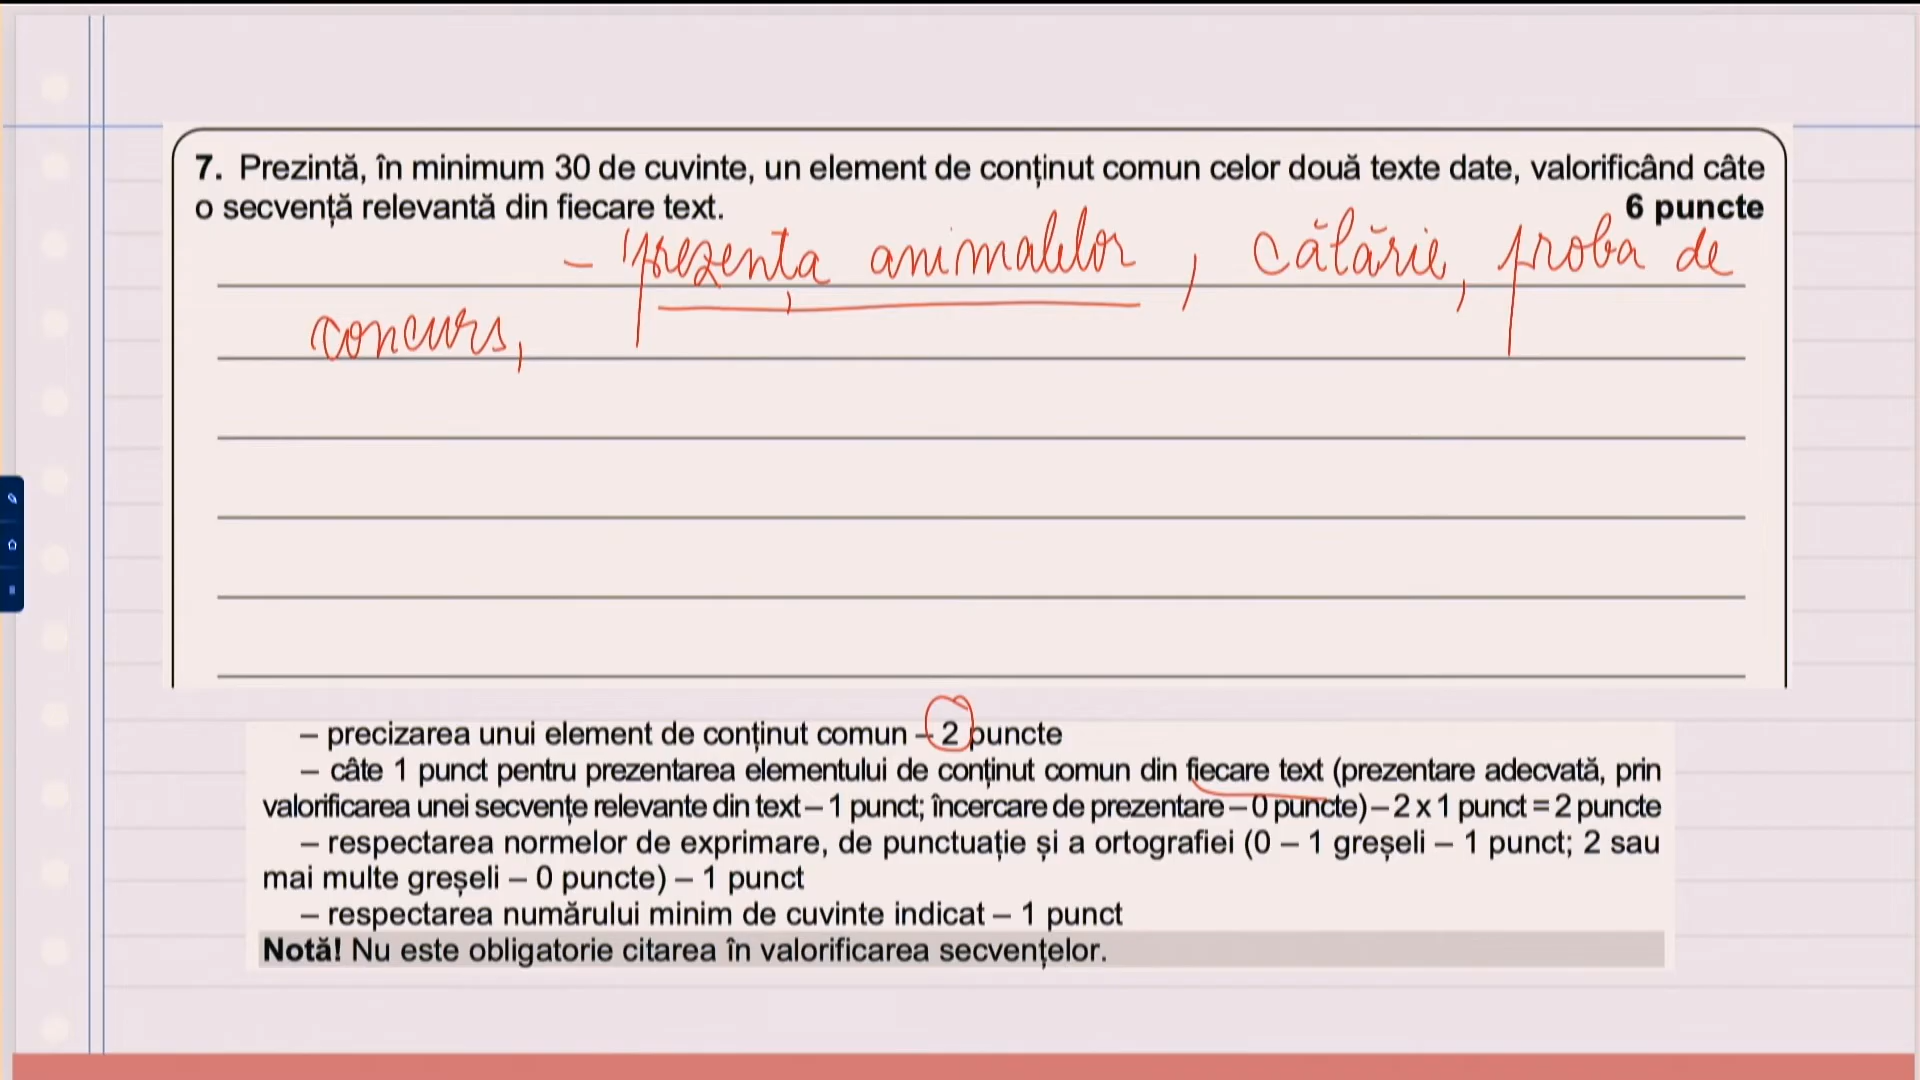 7. Prezintă, în minimum 30 de cuvinte, un element de conținut comun celor două texte date, valorificând câte
o secvență relevantă din fiecare text. 6 puncte
- prezența animalelor, călărie, proba de
concurs,
– precizarea unui element de conținut comun – 2 puncte
– câte 1 punct pentru prezentarea elementului de conținut comun din fiecare text (prezentare adecvată, prin
valorificarea unei secvențe relevante din text – 1 punct; încercare de prezentare – 0 puncte) – 2 x 1 punct = 2 puncte
– respectarea normelor de exprimare, de punctuație și a ortografiei (0 – 1 greșeli – 1 punct; 2 sau
mai multe greșeli – 0 puncte) – 1 punct
– respectarea numărului minim de cuvinte indicat – 1 punct
Notă! Nu este obligatorie citarea în valorificarea secvențelor.